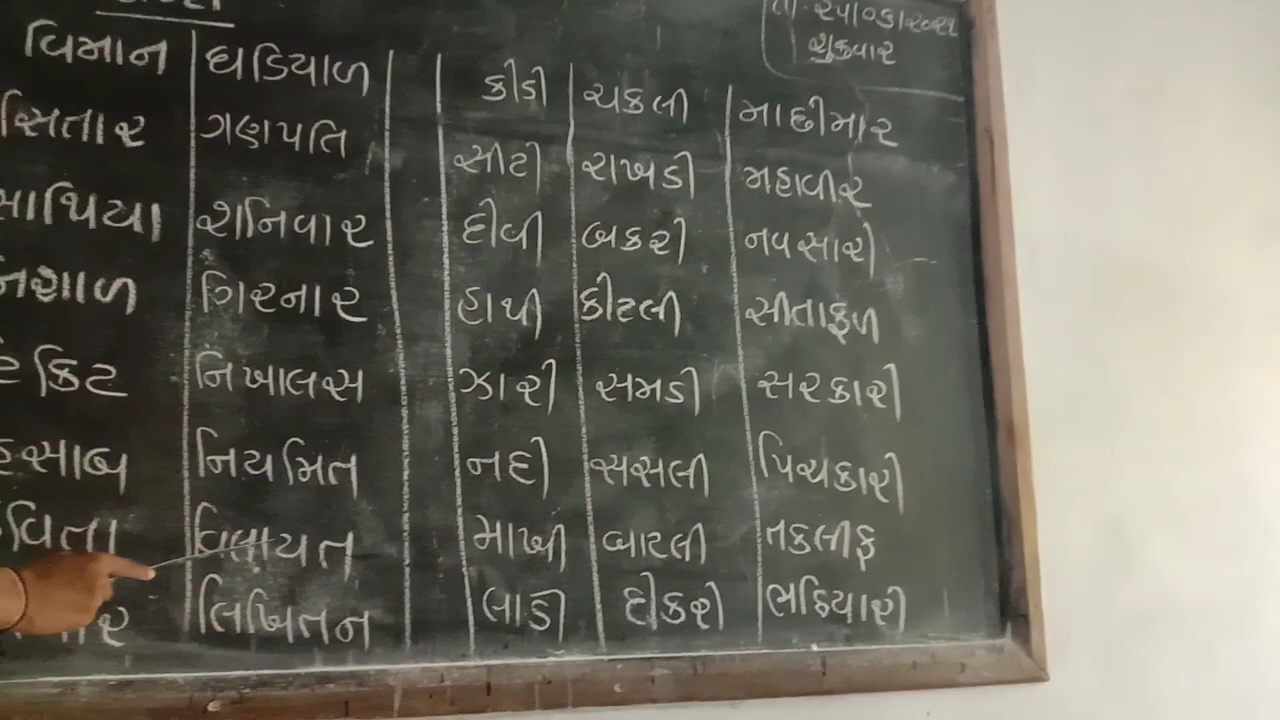 શુક્રવાર
વિમાન ઘડિયાળ કીડી ચકલી માછીમાર
સિતાર ગણપતિ સીટી રાખડી મહાવીર
સાથિયા શનિવાર દીવી બકરી નવસારી
નિશાળ ગિરનાર હાથી કીટલી સીતાફળ
ટિકિટ નિખાલસ ઝારી સમડી સરકારી
હિસાબ નિયમિત નદી સસલી પિચકારી
કવિતા વિલાયત માખી બાટલી તકલીફ
લિખિતન લાડી દીકરી ભઠિયારી